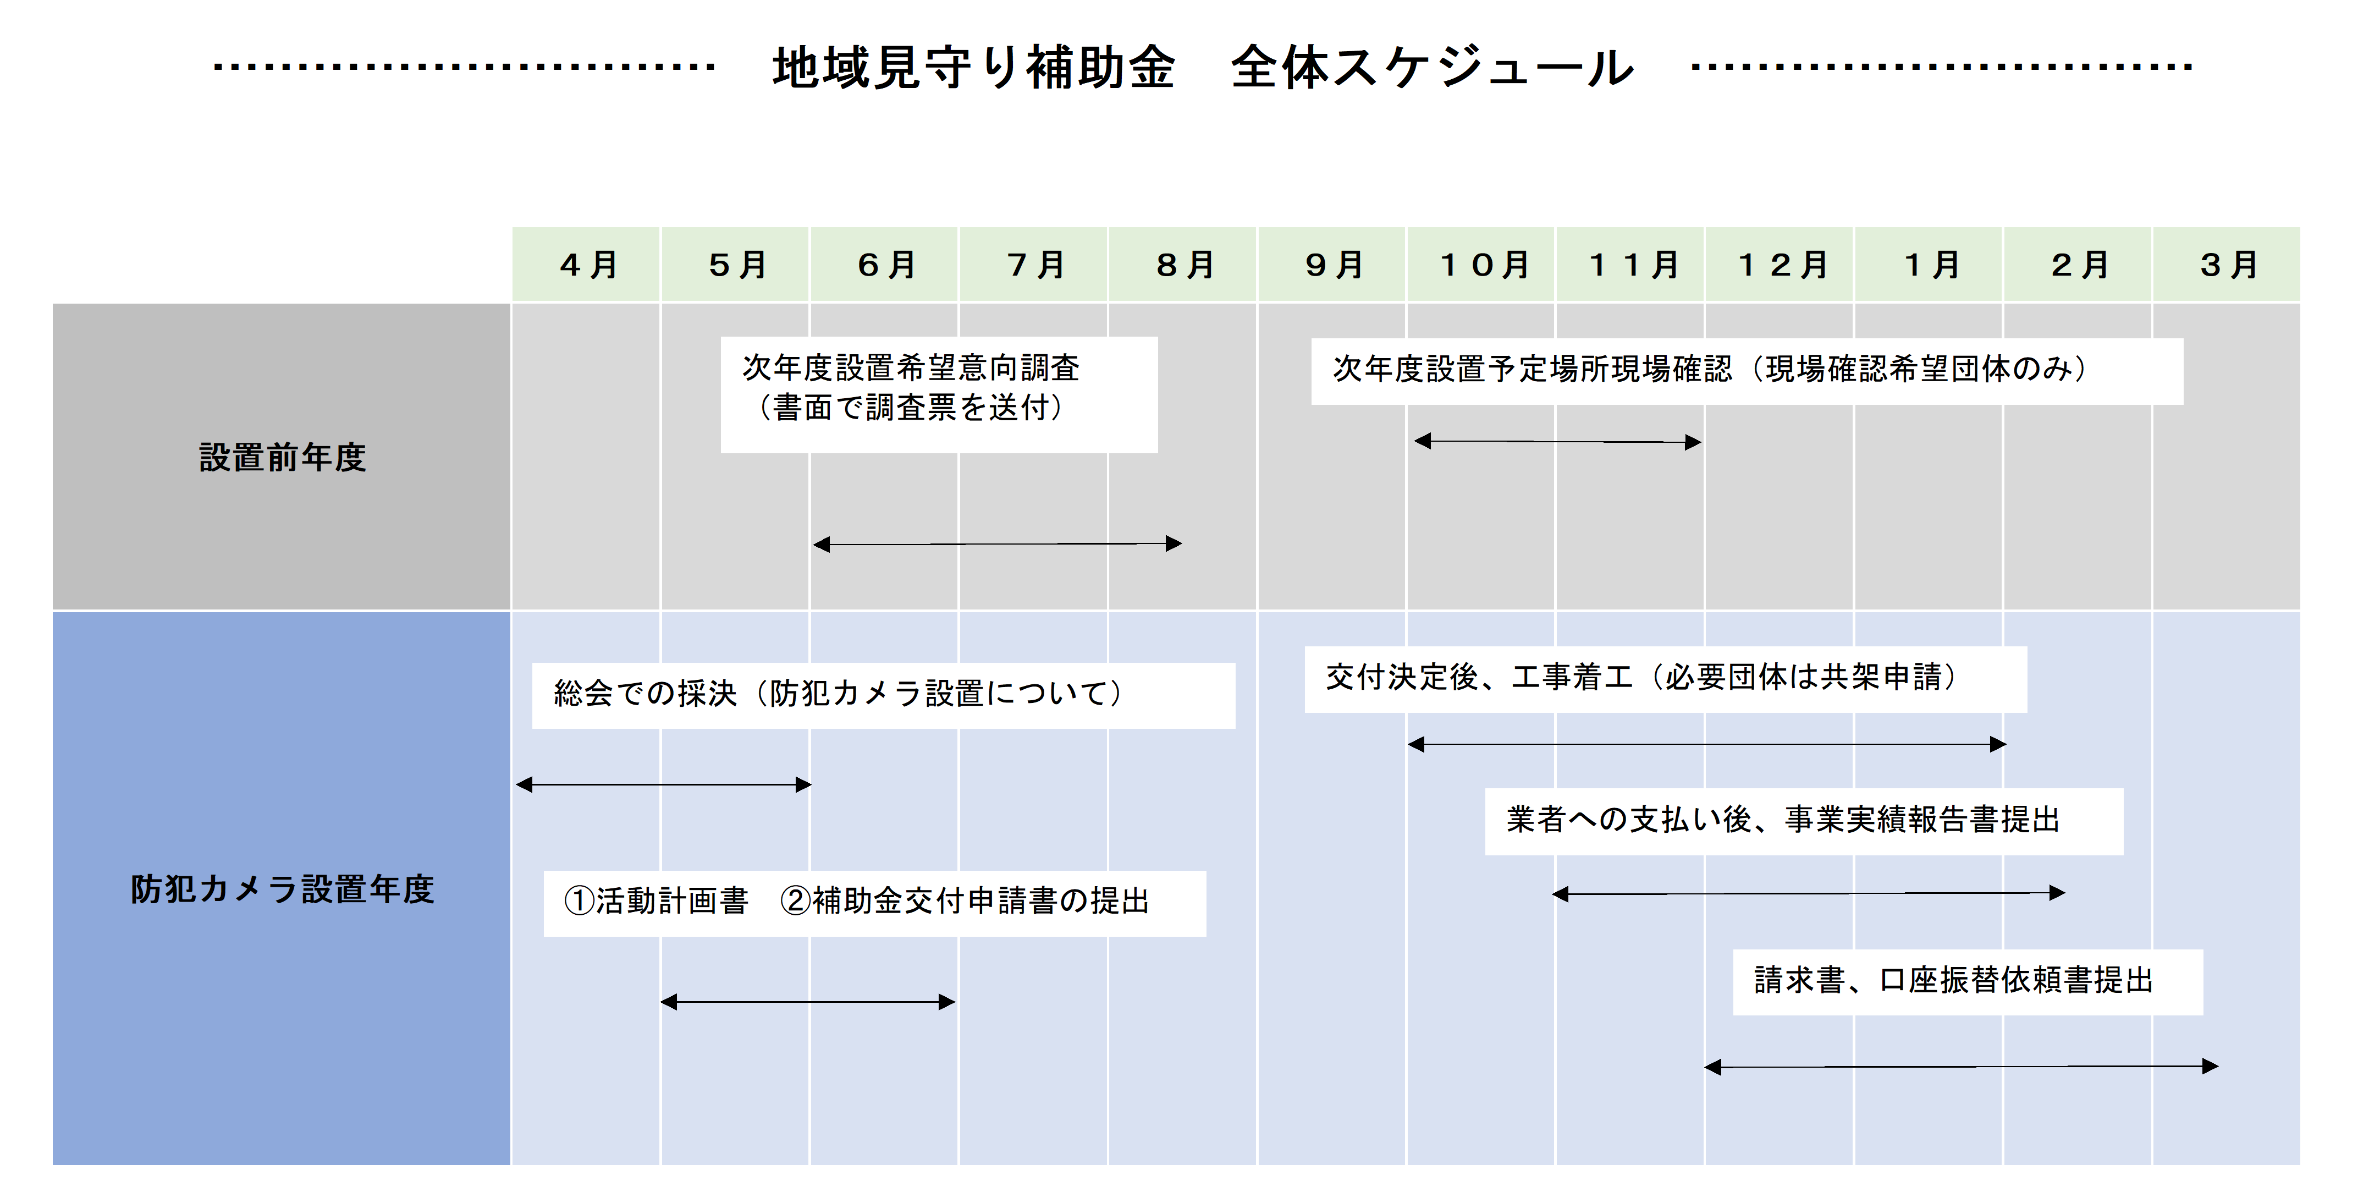 地域見守り補助金　全体スケジュール
４月 ５月 ６月 ７月 ８月 ９月 １０月 １１月 １２月 １月 ２月 ３月
設置前年度
次年度設置希望意向調査
（書面で調査票を送付）
次年度設置予定場所現場確認（現場確認希望団体のみ）
防犯カメラ設置年度
総会での採決（防犯カメラ設置について）
①活動計画書　②補助金交付申請書の提出
交付決定後、工事着工（必要団体は共架申請）
業者への支払い後、事業実績報告書提出
請求書、口座振替依頼書提出